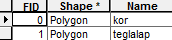 FID Shape * Name
0 Polygon kor
1 Polygon teglalap